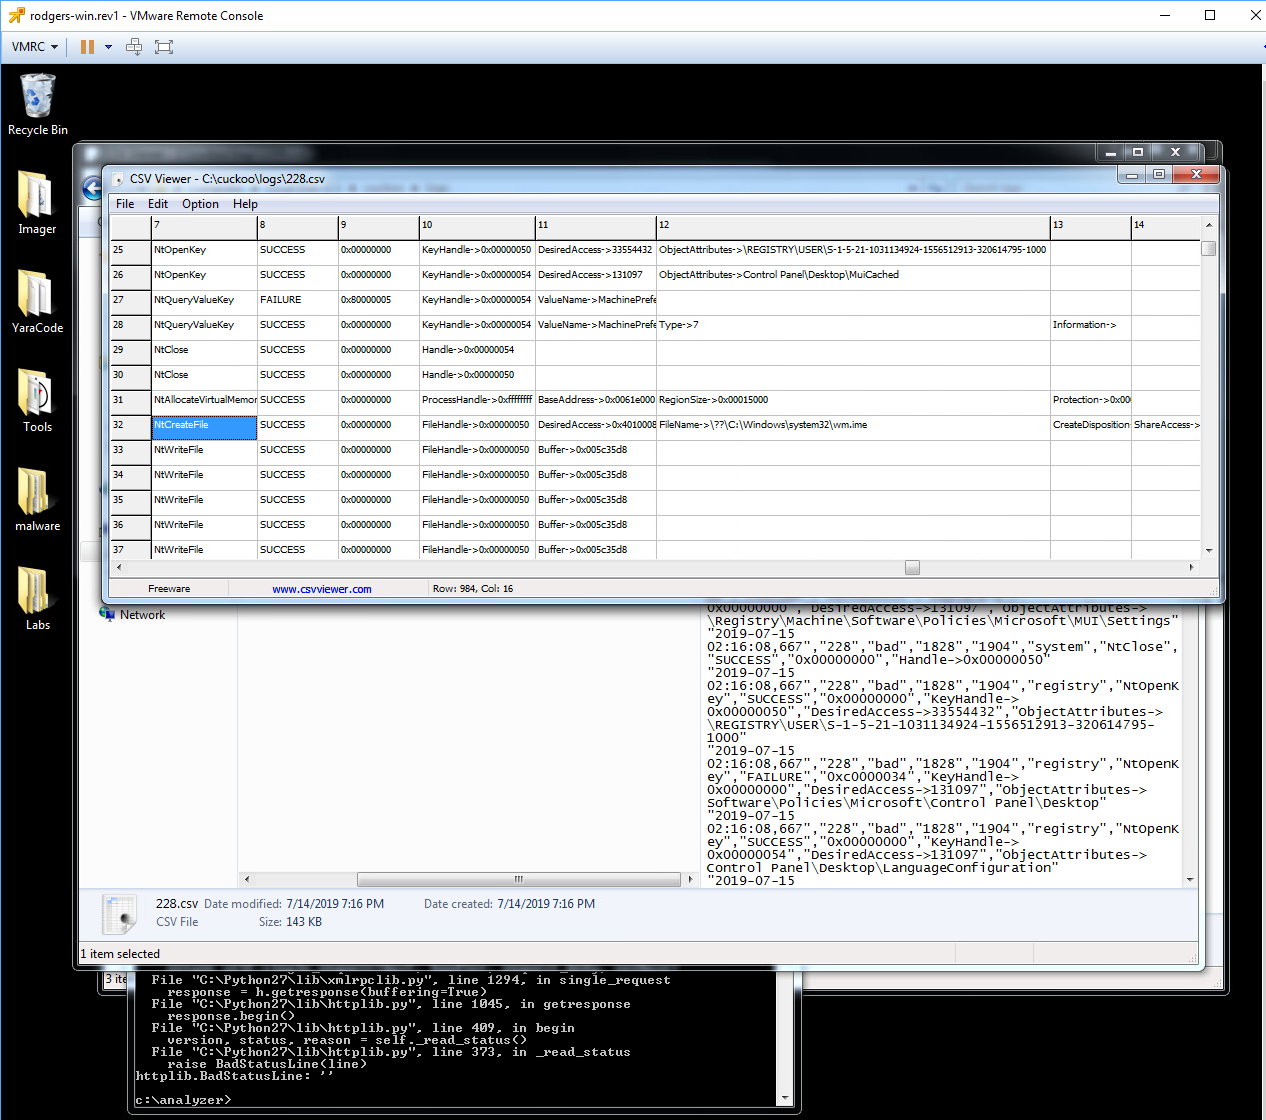 rodgers-win.rev1 - VMware Remote Console
VMRC
Recycle Bin
Imager
YaraCode
Tools
malware
Labs
CSV Viewer - C:\cuckoo\logs\228.csv
File Edit Option Help
7 8 9 10 11 12 13 14
25 NtOpenKey SUCCESS 0x00000000 KeyHandle->0x00000050 DesiredAccess->33554432 ObjectAttributes->\REGISTRY\USER\S-1-5-21-1031134924-1556512913-320614795-1000
26 NtOpenKey SUCCESS 0x00000000 KeyHandle->0x00000054 DesiredAccess->131097 ObjectAttributes->Control Panel\Desktop\MuiCached
27 NtQueryValueKey FAILURE 0x80000005 KeyHandle->0x00000054 ValueName->MachinePrefe
28 NtQueryValueKey SUCCESS 0x00000000 KeyHandle->0x00000054 ValueName->MachinePrefe Type->7 Information->
29 NtClose SUCCESS 0x00000000 Handle->0x00000054
30 NtClose SUCCESS 0x00000000 Handle->0x00000050
31 NtAllocateVirtualMemor SUCCESS 0x00000000 ProcessHandle->0xffffffff BaseAddress->0x0061e000 RegionSize->0x00015000 Protection->0x00
32 NtCreateFile SUCCESS 0x00000000 FileHandle->0x00000050 DesiredAccess->0x4010008 FileName->\??\C:\Windows\system32\wm.ime CreateDisposition ShareAccess->
33 NtWriteFile SUCCESS 0x00000000 FileHandle->0x00000050 Buffer->0x005c35d8
34 NtWriteFile SUCCESS 0x00000000 FileHandle->0x00000050 Buffer->0x005c35d8
35 NtWriteFile SUCCESS 0x00000000 FileHandle->0x00000050 Buffer->0x005c35d8
36 NtWriteFile SUCCESS 0x00000000 FileHandle->0x00000050 Buffer->0x005c35d8
37 NtWriteFile SUCCESS 0x00000000 FileHandle->0x00000050 Buffer->0x005c35d8
Freeware www.csvviewer.com Row: 984, Col: 16
Network
0x00000000","DesiredAccess->131097","ObjectAttributes->
\Registry\Machine\Software\Policies\Microsoft\MUI\Settings"
"2019-07-15
02:16:08,667","228","bad","1828","1904","system","NtClose",
"SUCCESS","0x00000000","Handle->0x00000050"
"2019-07-15
02:16:08,667","228","bad","1828","1904","registry","NtOpenK
ey","SUCCESS","0x00000000","KeyHandle->
0x00000050","DesiredAccess->33554432","ObjectAttributes->
\REGISTRY\USER\S-1-5-21-1031134924-1556512913-320614795-
1000"
"2019-07-15
02:16:08,667","228","bad","1828","1904","registry","NtOpenK
ey","FAILURE","0xc0000034","KeyHandle->
0x00000000","DesiredAccess->131097","ObjectAttributes->
Software\Policies\Microsoft\Control Panel\Desktop"
"2019-07-15
02:16:08,667","228","bad","1828","1904","registry","NtOpenK
ey","SUCCESS","0x00000000","KeyHandle->
0x00000054","DesiredAccess->131097","ObjectAttributes->
Control Panel\Desktop\LanguageConfiguration"
"2019-07-15
228.csv Date modified: 7/14/2019 7:16 PM Date created: 7/14/2019 7:16 PM
CSV File Size: 143 KB
1 item selected
3 ite
File "C:\Python27\lib\xmlrpclib.py", line 1294, in single_request
response = h.getresponse(buffering=True)
File "C:\Python27\lib\httplib.py", line 1045, in getresponse
response.begin()
File "C:\Python27\lib\httplib.py", line 409, in begin
version, status, reason = self._read_status()
File "C:\Python27\lib\httplib.py", line 373, in _read_status
raise BadStatusLine(line)
httplib.BadStatusLine: ''
c:\analyzer>